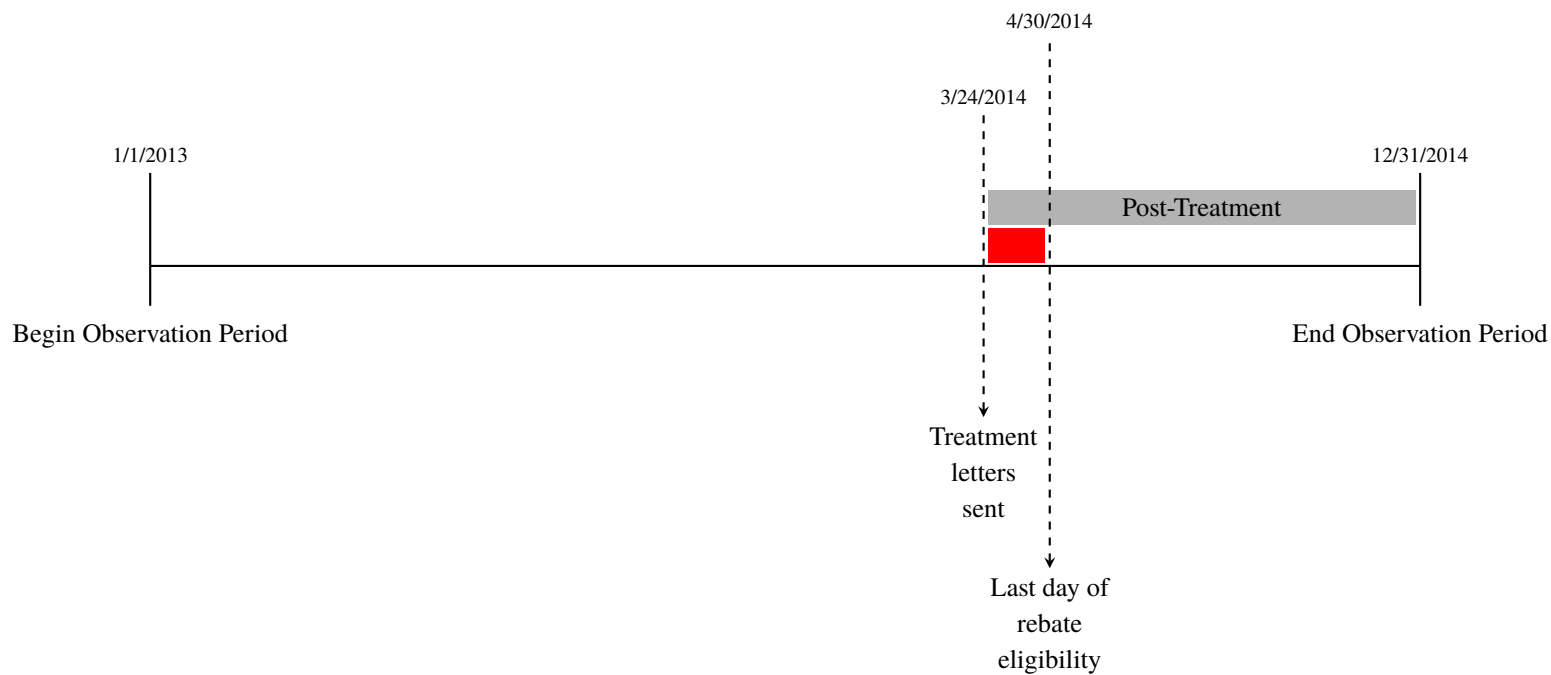 4/30/2014
3/24/2014
1/1/2013
12/31/2014
Post-Treatment
Begin Observation Period
End Observation Period
Treatment
letters
sent
Last day of
rebate
eligibility